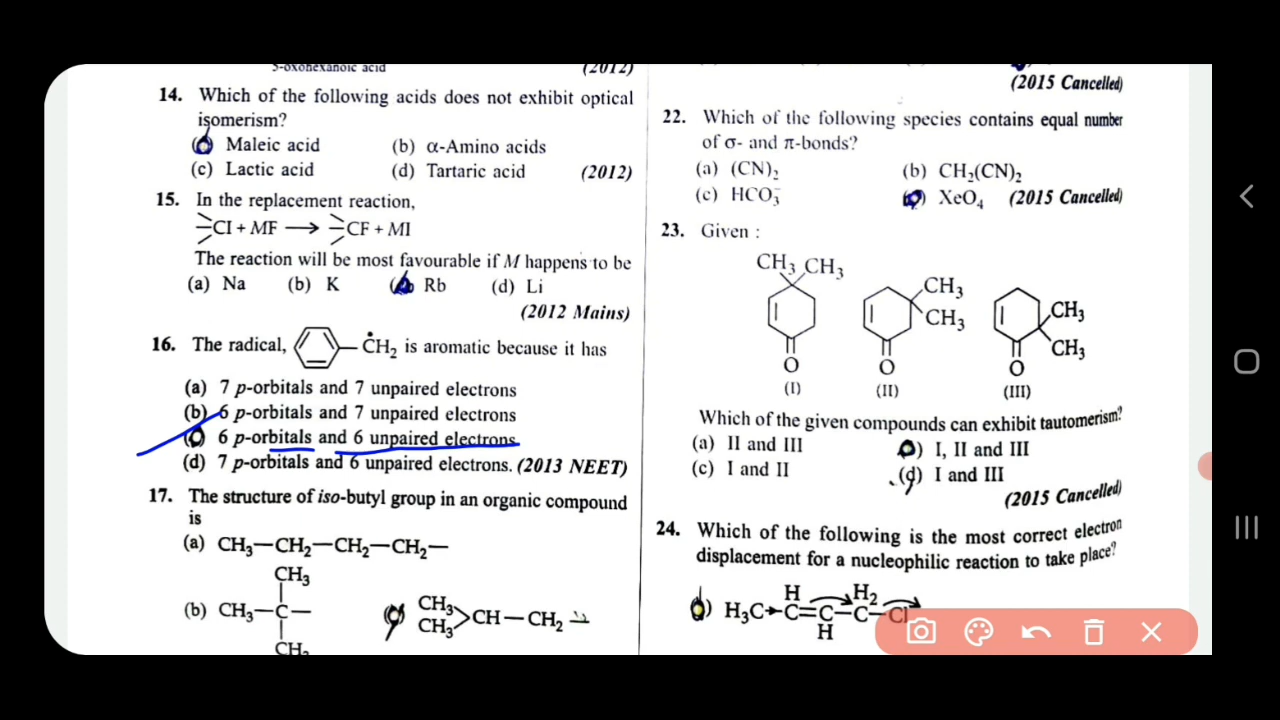 5-oxohexanoic acid
(2012)
14. Which of the following acids does not exhibit optical
isomerism?
Maleic acid (b) α-Amino acids
(c) Lactic acid (d) Tartaric acid (2012)
15. In the replacement reaction,
CI + MF → CF + MI
The reaction will be most favourable if M happens to be
(a) Na (b) K Rb (d) Li
(2012 Mains)
16. The radical, ĊH₂ is aromatic because it has
(a) 7 p-orbitals and 7 unpaired electrons
(b) 6 p-orbitals and 7 unpaired electrons
6 p-orbitals and 6 unpaired electrons
(d) 7 p-orbitals and 6 unpaired electrons. (2013 NEET)
17. The structure of iso-butyl group in an organic compound
is
(a) CH₃—CH₂—CH₂—CH₂—
CH₃
(b) CH₃—C—
CH₃
CH₃
CH₃>CH—CH₂—
(2015 Cancelled)
22. Which of the following species contains equal number
of σ- and π-bonds?
(a) (CN)₂ (b) CH₂(CN)₂
(c) HCO₃⁻ XeO₄ (2015 Cancelled)
23. Given :
CH₃ CH₃
CH₃
CH₃
CH₃
CH₃
O O O
(I) (II) (III)
Which of the given compounds can exhibit tautomerism?
(a) II and III ) I, II and III
(c) I and II (d) I and III
(2015 Cancelled)
24. Which of the following is the most correct electron
displacement for a nucleophilic reaction to take place?
H H₂
) H₃C→C=C—C—Cl
H